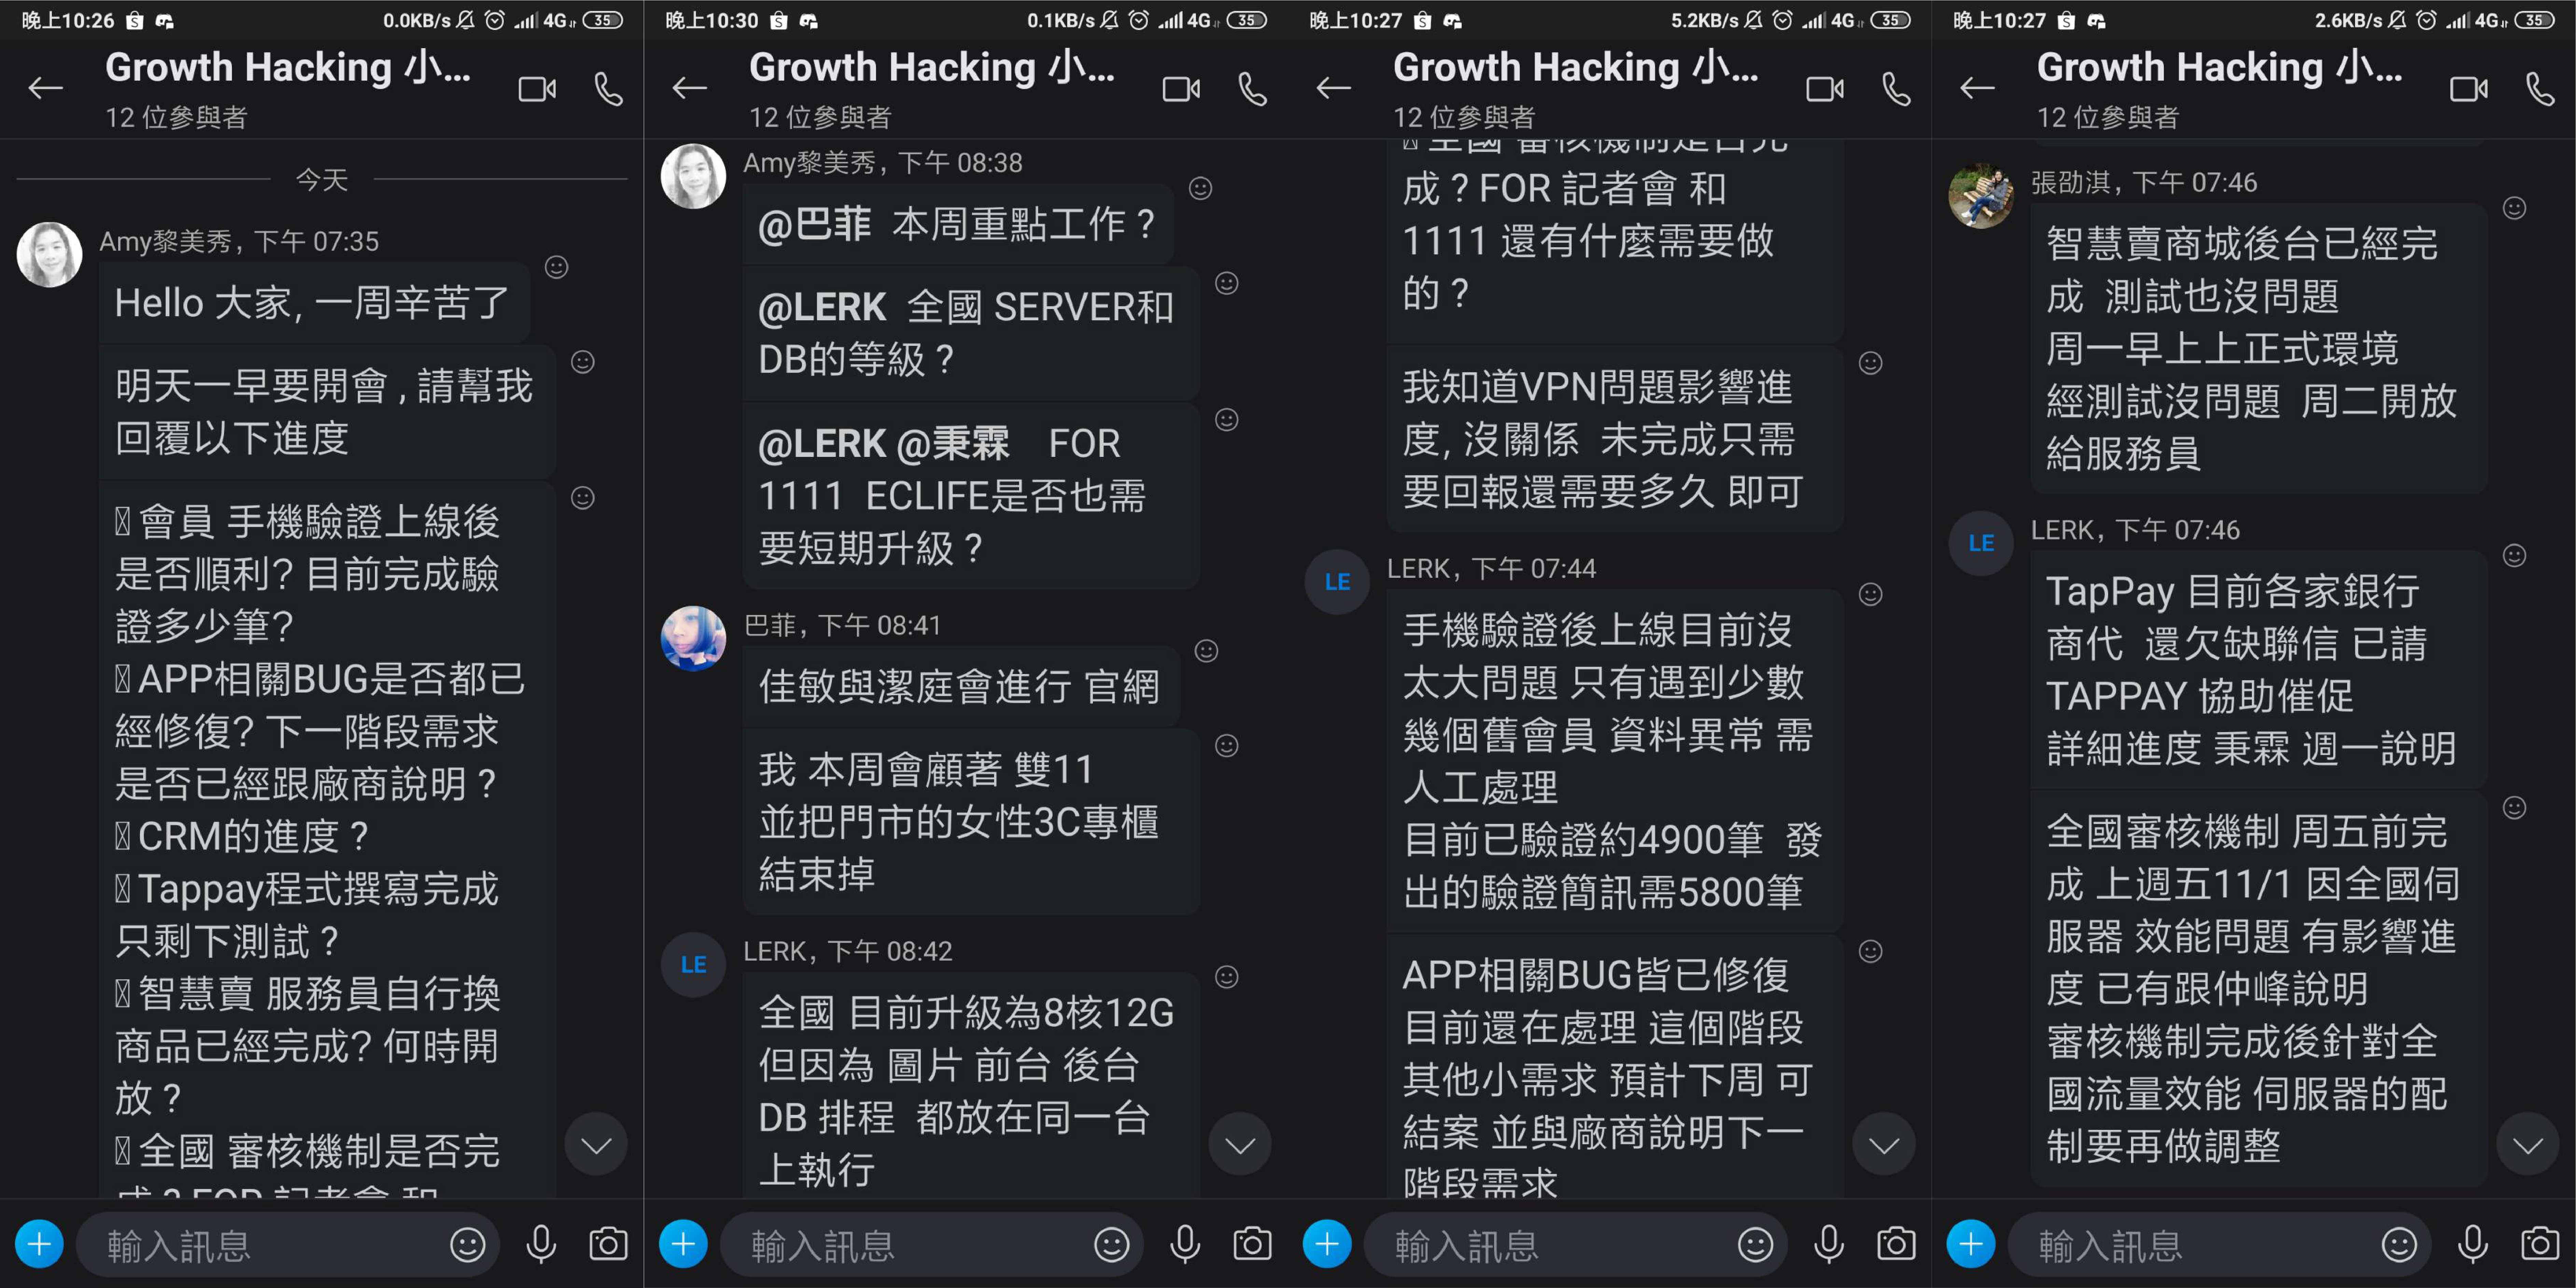 晚上10:26
0.0KB/s
4G
35
Growth Hacking 小...
12 位參與者
今天
Amy黎美秀, 下午 07:35
Hello 大家, 一周辛苦了
明天一早要開會 , 請幫我
回覆以下進度
會員 手機驗證上線後
是否順利? 目前完成驗
證多少筆?
APP相關BUG是否都已
經修復? 下一階段需求
是否已經跟廠商說明 ?
CRM的進度 ?
Tappay程式撰寫完成
只剩下測試 ?
智慧賣 服務員自行換
商品已經完成? 何時開
放 ?
全國 審核機制是否完
成 ? FOR 記者會 和
輸入訊息
晚上10:30
0.1KB/s
4G
35
Growth Hacking 小...
12 位參與者
Amy黎美秀, 下午 08:38
@巴菲 本周重點工作 ?
@LERK 全國 SERVER和
DB的等級 ?
@LERK @秉霖 FOR
1111 ECLIFE是否也需
要短期升級 ?
巴菲, 下午 08:41
佳敏與潔庭會進行 官網
我 本周會顧著 雙11
並把門市的女性3C專櫃
結束掉
LE
LERK, 下午 08:42
全國 目前升級為8核12G
但因為 圖片 前台 後台
DB 排程 都放在同一台
上執行
輸入訊息
晚上10:27
5.2KB/s
4G
35
Growth Hacking 小...
12 位參與者
全國 審核機制是否完
成 ? FOR 記者會 和
1111 還有什麼需要做
的 ?
我知道VPN問題影響進
度, 沒關係 未完成只需
要回報還需要多久 即可
LE
LERK, 下午 07:44
手機驗證後上線目前沒
太大問題 只有遇到少數
幾個舊會員 資料異常 需
人工處理
目前已驗證約4900筆 發
出的驗證簡訊需5800筆
APP相關BUG皆已修復
目前還在處理 這個階段
其他小需求 預計下周 可
結案 並與廠商說明下一
階段需求
輸入訊息
晚上10:27
2.6KB/s
4G
35
Growth Hacking 小...
12 位參與者
張劭淇, 下午 07:46
智慧賣商城後台已經完
成 測試也沒問題
周一早上上正式環境
經測試沒問題 周二開放
給服務員
LE
LERK, 下午 07:46
TapPay 目前各家銀行
商代 還欠缺聯信 已請
TAPPAY 協助催促
詳細進度 秉霖 週一說明
全國審核機制 周五前完
成 上週五11/1 因全國伺
服器 效能問題 有影響進
度 已有跟仲峰說明
審核機制完成後針對全
國流量效能 伺服器的配
制要再做調整
輸入訊息